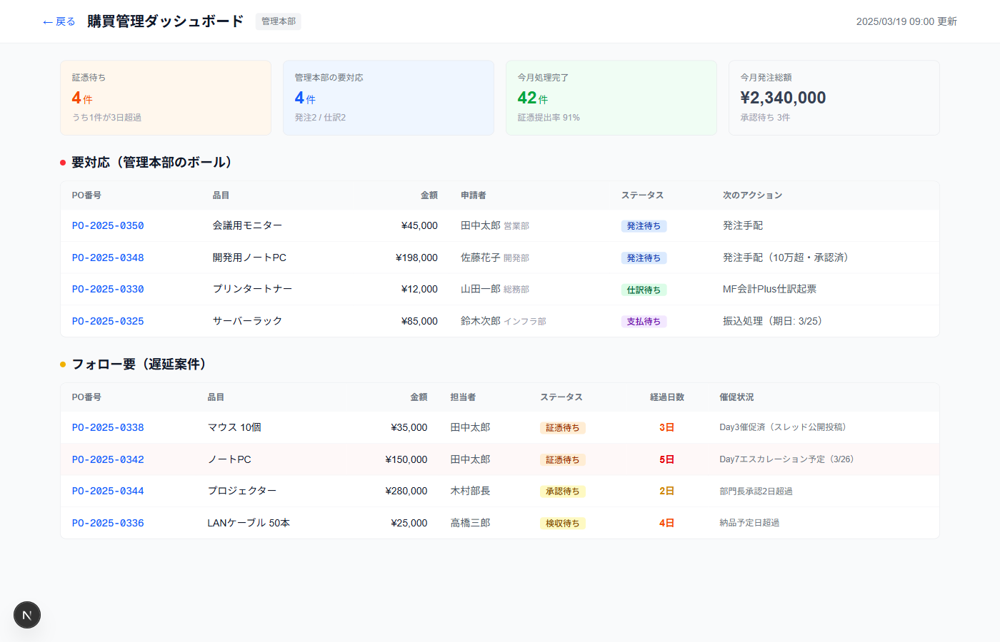 ← 戻る 購買管理ダッシュボード 管理本部 2025/03/19 09:00 更新
証憑待ち
4件
うち1件が3日超過
管理本部の要対応
4件
発注2 / 仕訳2
今月処理完了
42件
証憑提出率 91%
今月発注総額
¥2,340,000
承認待ち 3件
要対応（管理本部のボール）
PO番号 品目 金額 申請者 ステータス 次のアクション
PO-2025-0350 会議用モニター ¥45,000 田中太郎 営業部 発注待ち 発注手配
PO-2025-0348 開発用ノートPC ¥198,000 佐藤花子 開発部 発注待ち 発注手配（10万超・承認済）
PO-2025-0330 プリンタートナー ¥12,000 山田一郎 総務部 仕訳待ち MF会計Plus仕訳起票
PO-2025-0325 サーバーラック ¥85,000 鈴木次郎 インフラ部 支払待ち 振込処理（期日: 3/25）
フォロー要（遅延案件）
PO番号 品目 金額 担当者 ステータス 経過日数 催促状況
PO-2025-0338 マウス 10個 ¥35,000 田中太郎 証憑待ち 3日 Day3催促済（スレッド公開投稿）
PO-2025-0342 ノートPC ¥150,000 田中太郎 証憑待ち 5日 Day7エスカレーション予定（3/26）
PO-2025-0344 プロジェクター ¥280,000 木村部長 承認待ち 2日 部門長承認2日超過
PO-2025-0336 LANケーブル 50本 ¥25,000 高橋三郎 検収待ち 4日 納品予定日超過
N